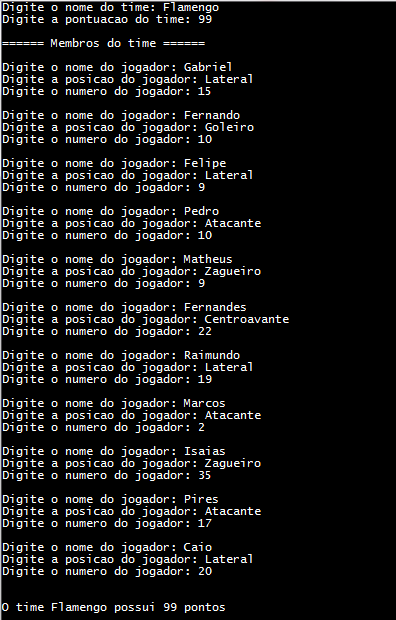 Digite o nome do time: Flamengo
Digite a pontuacao do time: 99
====== Membros do time ======
Digite o nome do jogador: Gabriel
Digite a posicao do jogador: Lateral
Digite o numero do jogador: 15
Digite o nome do jogador: Fernando
Digite a posicao do jogador: Goleiro
Digite o numero do jogador: 10
Digite o nome do jogador: Felipe
Digite a posicao do jogador: Lateral
Digite o numero do jogador: 9
Digite o nome do jogador: Pedro
Digite a posicao do jogador: Atacante
Digite o numero do jogador: 10
Digite o nome do jogador: Matheus
Digite a posicao do jogador: Zagueiro
Digite o numero do jogador: 9
Digite o nome do jogador: Fernandes
Digite a posicao do jogador: Centroavante
Digite o numero do jogador: 22
Digite o nome do jogador: Raimundo
Digite a posicao do jogador: Lateral
Digite o numero do jogador: 19
Digite o nome do jogador: Marcos
Digite a posicao do jogador: Atacante
Digite o numero do jogador: 2
Digite o nome do jogador: Isaias
Digite a posicao do jogador: Zagueiro
Digite o numero do jogador: 35
Digite o nome do jogador: Pires
Digite a posicao do jogador: Atacante
Digite o numero do jogador: 17
Digite o nome do jogador: Caio
Digite a posicao do jogador: Lateral
Digite o numero do jogador: 20
O time Flamengo possui 99 pontos